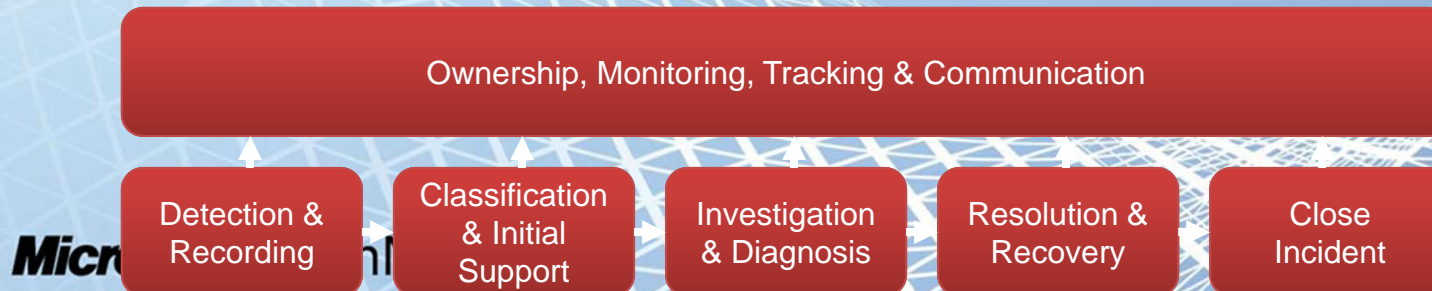 Ownership, Monitoring, Tracking & Communication
Detection &
Recording
Classification
& Initial
Support
Investigation
& Diagnosis
Resolution &
Recovery
Close
Incident